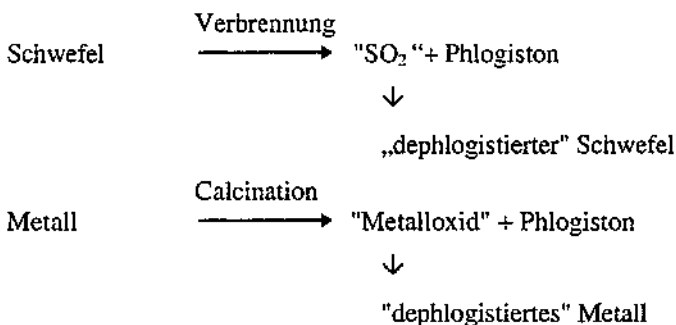 Verbrennung
Schwefel → "SO₂ “+ Phlogiston
↓
„dephlogistierter" Schwefel
Calcination
Metall → "Metalloxid" + Phlogiston
↓
"dephlogistiertes" Metall